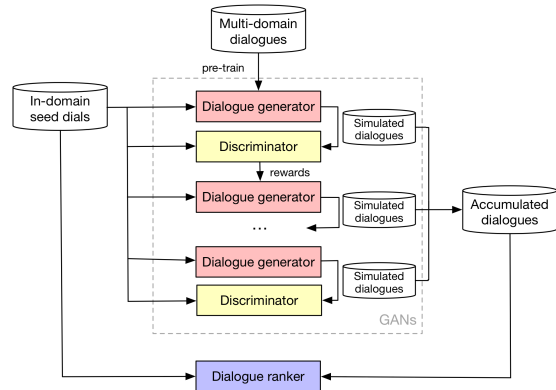 Multi-domain
dialogues
pre-train
In-domain
seed dials
Dialogue generator
Simulated
dialogues
Discriminator
rewards
Dialogue generator
Simulated
dialogues
Accumulated
dialogues
...
Dialogue generator
Simulated
dialogues
Discriminator
GANs
Dialogue ranker